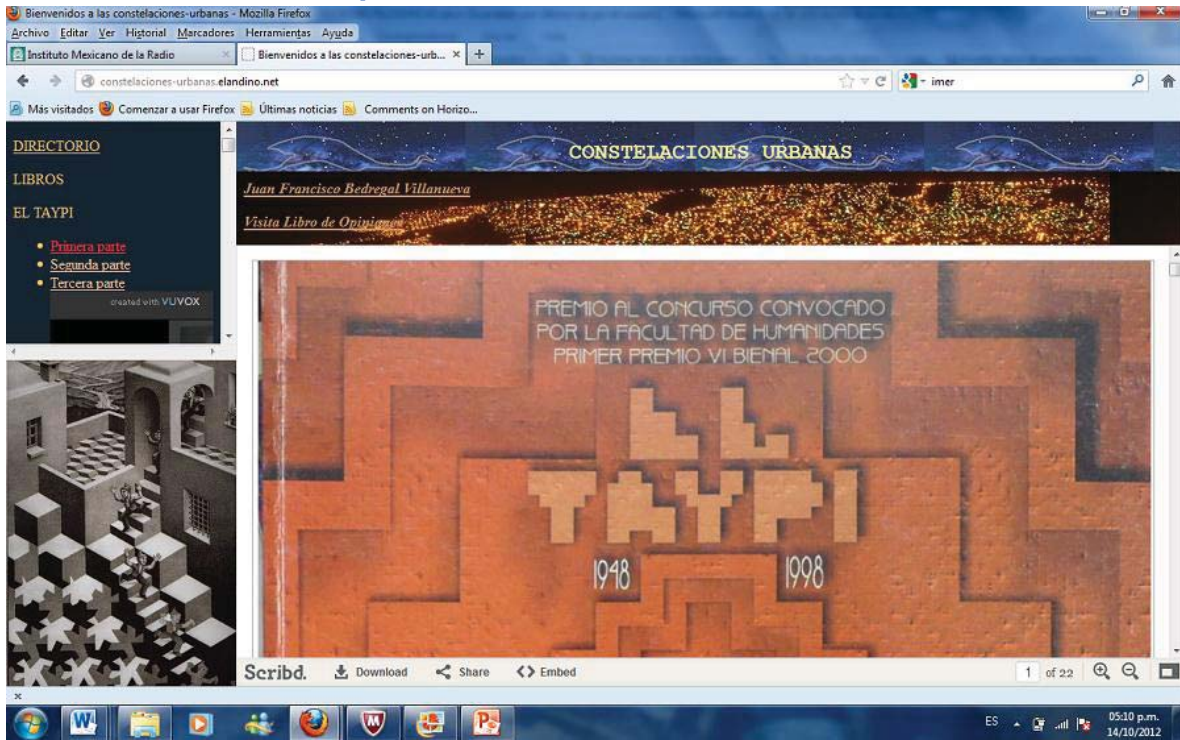 Bienvenidos a las constelaciones-urbanas - Mozilla Firefox
Archivo Editar Ver Historial Marcadores Herramientas Ayuda
Instituto Mexicano de la Radio × Bienvenidos a las constelaciones-urb... × +
constelaciones-urbanas.elandino.net
imer
Más visitados Comenzar a usar Firefox Últimas noticias Comments on Horizo...
DIRECTORIO
LIBROS
EL TAYPI
Primera parte
Segunda parte
Tercera parte
created with VUVOX
CONSTELACIONES URBANAS
Juan Francisco Bedregal Villanueva
Visita Libro de Opiniones
PREMIO AL CONCURSO CONVOCADO
POR LA FACULTAD DE HUMANIDADES
PRIMER PREMIO VI BIENAL 2000
EL
TAYPI
1948 1998
Scribd. Download Share Embed 1 of 22
×
ES 05:10 p.m.
14/10/2012